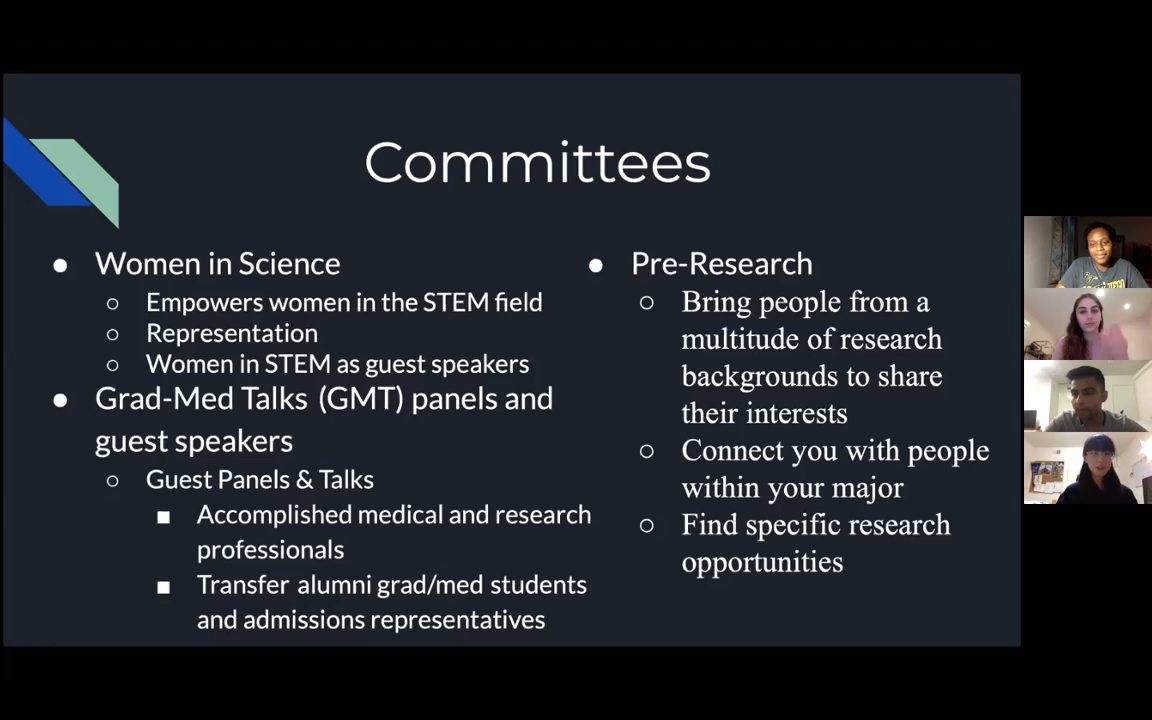 Committees
● Women in Science
○ Empowers women in the STEM field
○ Representation
○ Women in STEM as guest speakers
● Grad-Med Talks (GMT) panels and
guest speakers
○ Guest Panels & Talks
■ Accomplished medical and research
professionals
■ Transfer alumni grad/med students
and admissions representatives
● Pre-Research
○ Bring people from a
multitude of research
backgrounds to share
their interests
○ Connect you with people
within your major
○ Find specific research
opportunities